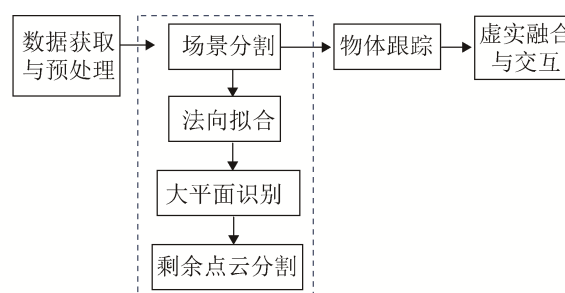 数据获取
与预处理
场景分割
物体跟踪
虚实融合
与交互
法向拟合
大平面识别
剩余点云分割